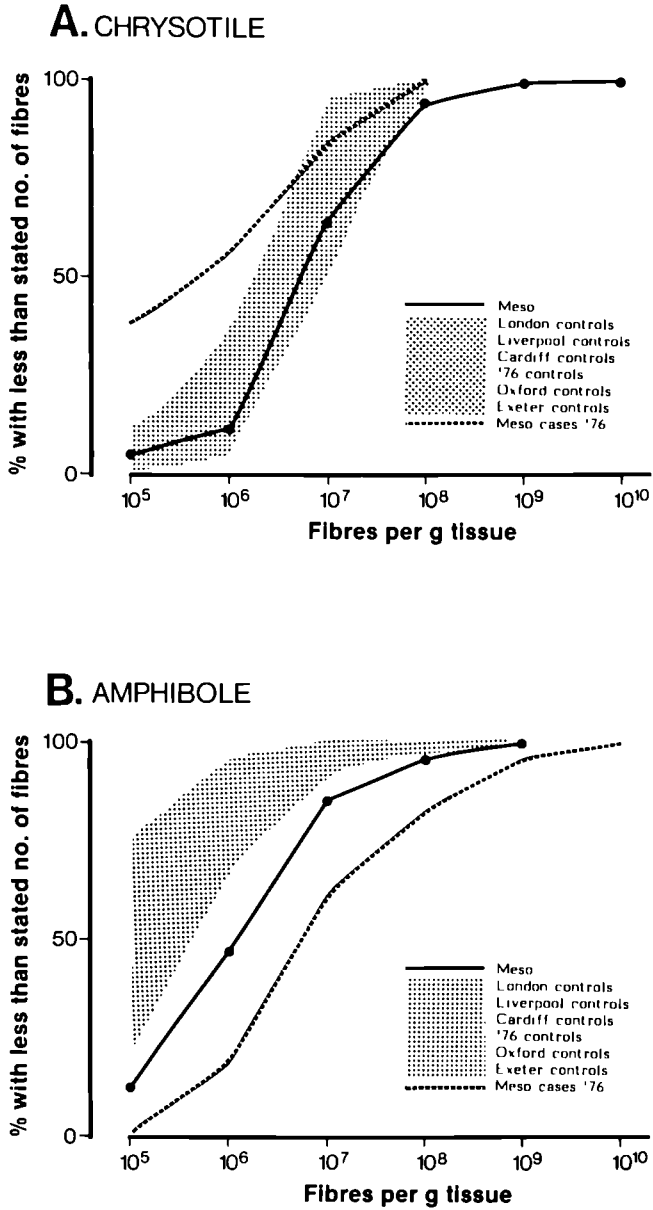 A. CHRYSOTILE
% with less than stated no. of fibres
100
50
0
Meso
London controls
Liverpool controls
Cardiff controls
'76 controls
Oxford controls
Exeter controls
Meso cases '76
10⁵ 10⁶ 10⁷ 10⁸ 10⁹ 10¹⁰
Fibres per g tissue
B. AMPHIBOLE
% with less than stated no. of fibres
100
50
0
Meso
London controls
Liverpool controls
Cardiff controls
'76 controls
Oxford controls
Exeter controls
Meso cases '76
10⁵ 10⁶ 10⁷ 10⁸ 10⁹ 10¹⁰
Fibres per g tissue